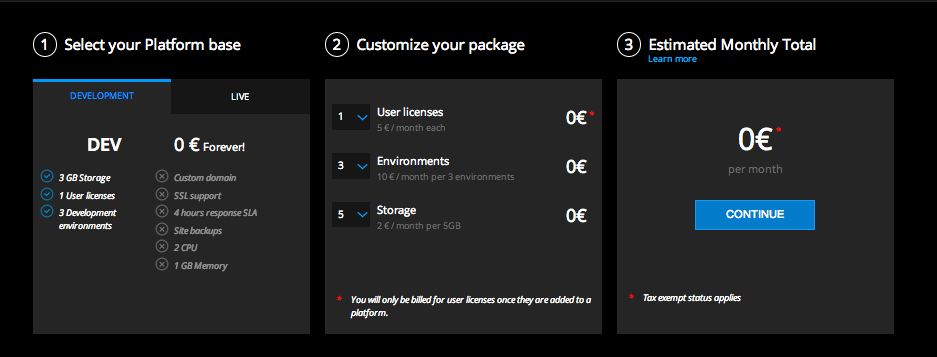 1 Select your Platform base
DEVELOPMENT
LIVE
DEV
0 € Forever!
3 GB Storage
1 User licenses
3 Development
environments
Custom domain
SSL support
4 hours response SLA
Site backups
2 CPU
1 GB Memory
2 Customize your package
1
User licenses
5 € / month each
0€ *
3
Environments
10 € / month per 3 environments
0€
5
Storage
2 € / month per 5GB
0€
* You will only be billed for user licenses once they are added to a
platform.
3 Estimated Monthly Total
Learn more
0€ *
per month
CONTINUE
* Tax exempt status applies